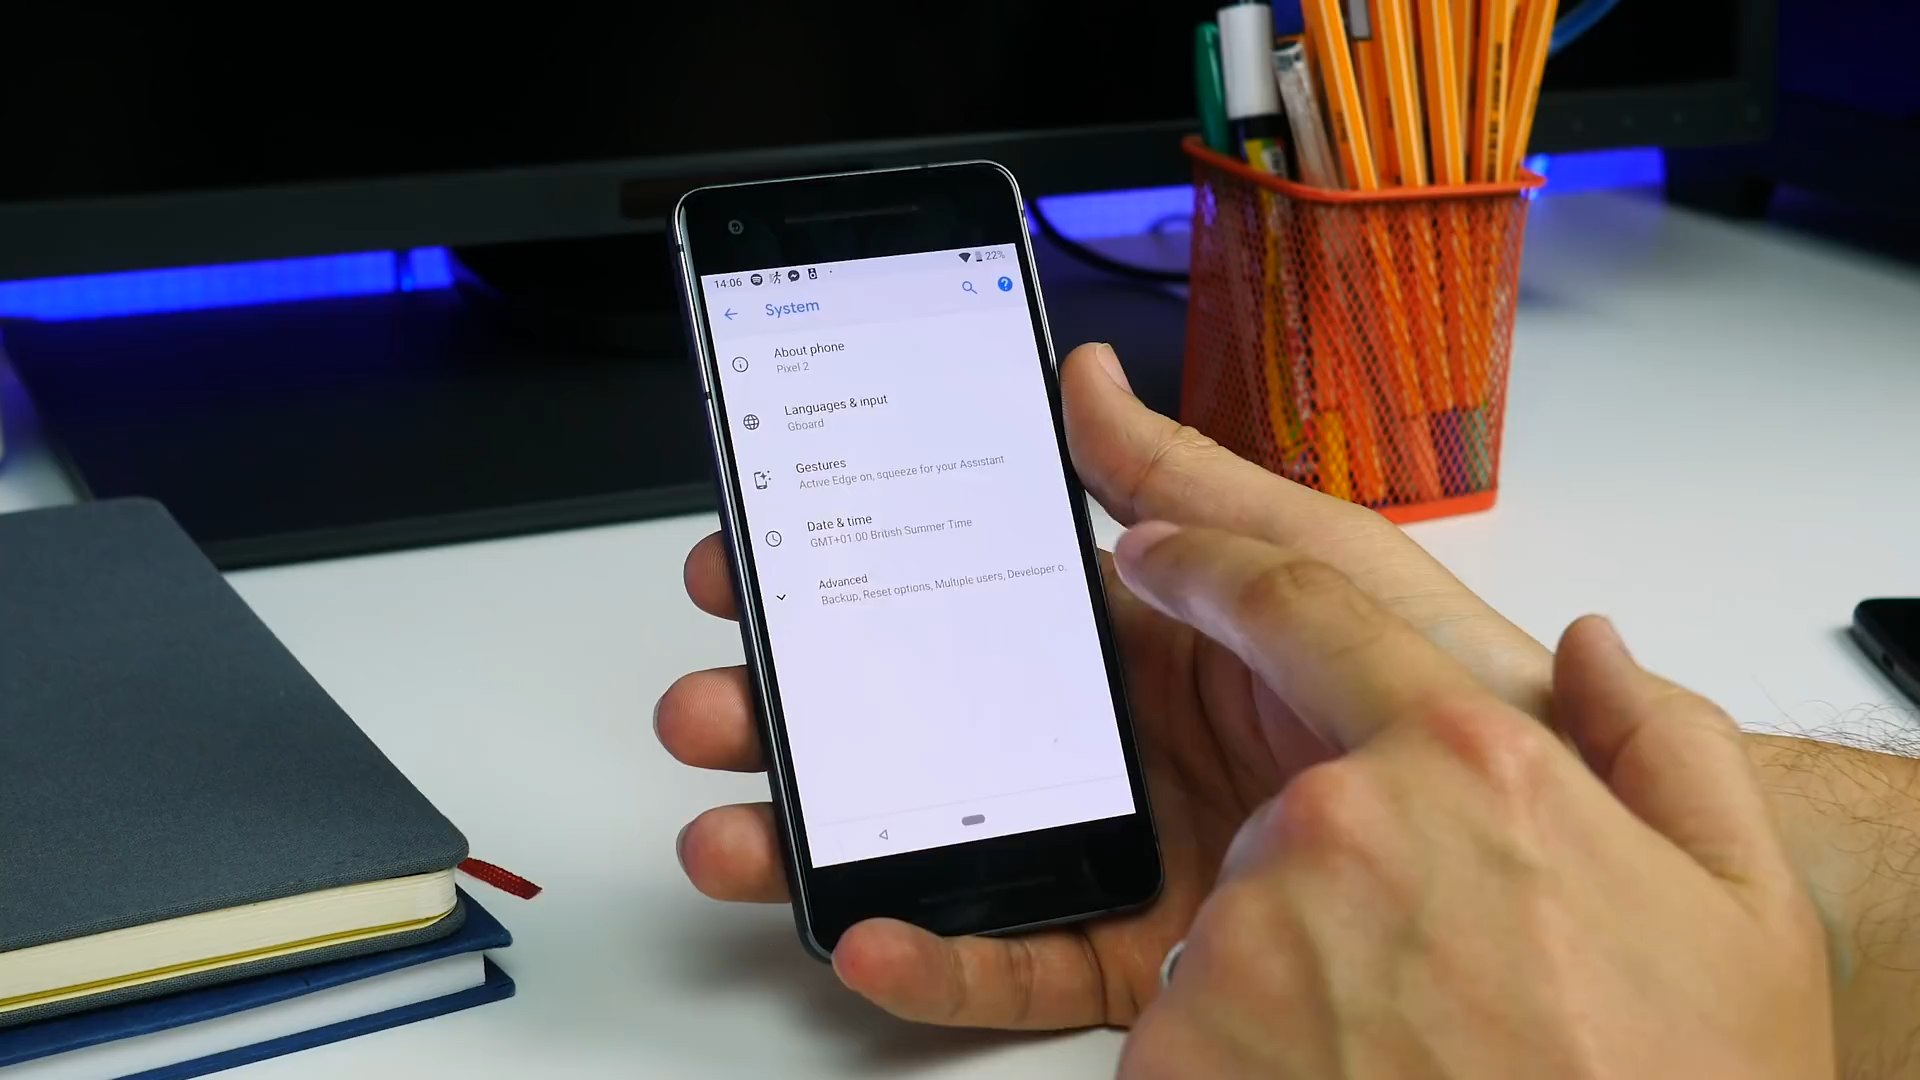 14:06 22%
System
About phone
Pixel 2
Languages & input
Gboard
Gestures
Active Edge on, squeeze for your Assistant
Date & time
GMT+01:00 British Summer Time
Advanced
Backup, Reset options, Multiple users, Developer o.